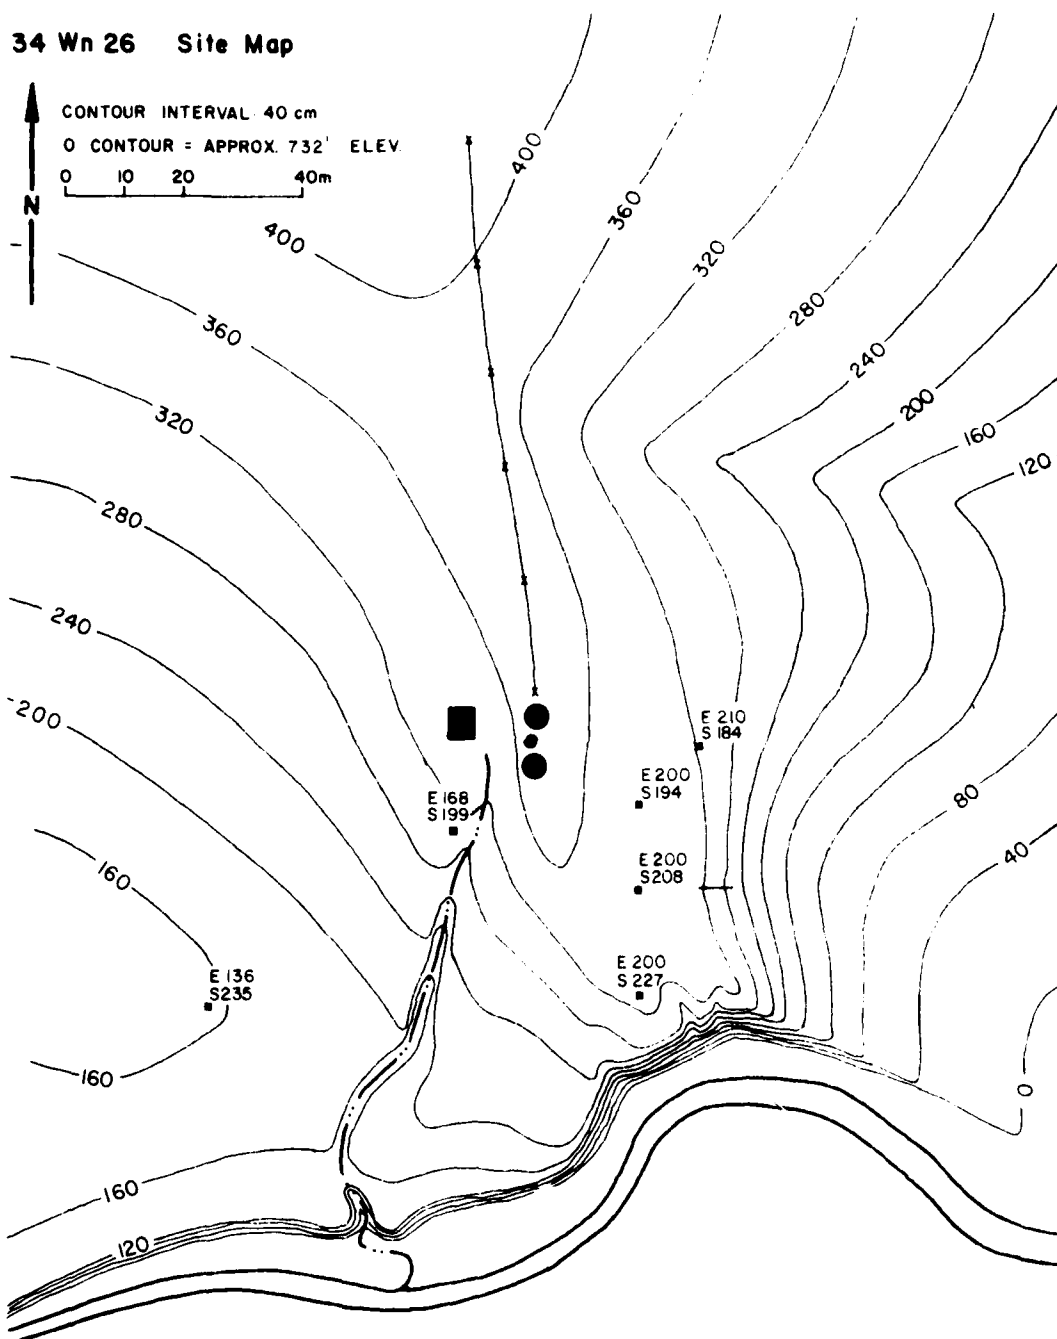 34 Wn 26 Site Map
CONTOUR INTERVAL 40 cm
0 CONTOUR = APPROX. 732' ELEV.
0 10 20 40m
N
400
400
360
320
280
240
200
160
120
360
320
280
240
200
160
E 210
S 184
E 200
S 194
E 168
S 199
80
40
E 200
S 208
E 200
S 227
E 136
S 235
160
0
160
120